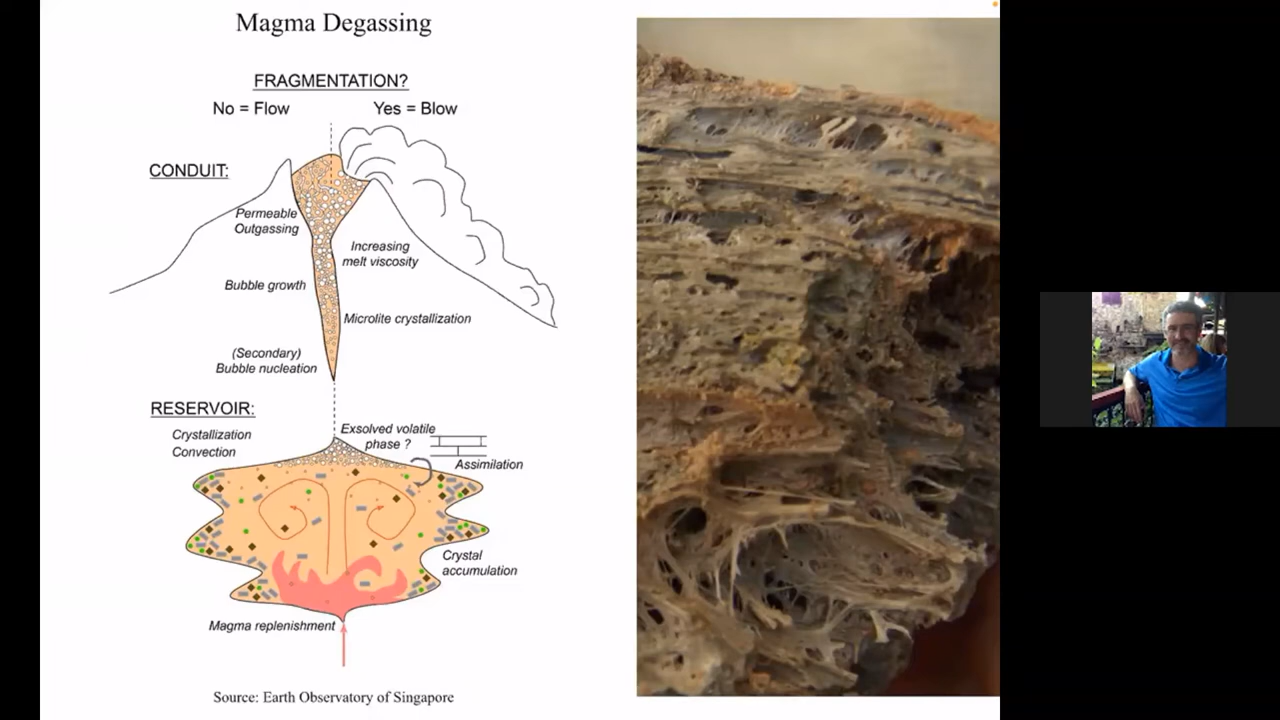 Magma Degassing
FRAGMENTATION?
No = Flow
Yes = Blow
CONDUIT:
Permeable
Outgassing
Increasing
melt viscosity
Bubble growth
Microlite crystallization
(Secondary)
Bubble nucleation
RESERVOIR:
Crystallization
Convection
Exsolved volatile
phase ?
Assimilation
Crystal
accumulation
Magma replenishment
Source: Earth Observatory of Singapore